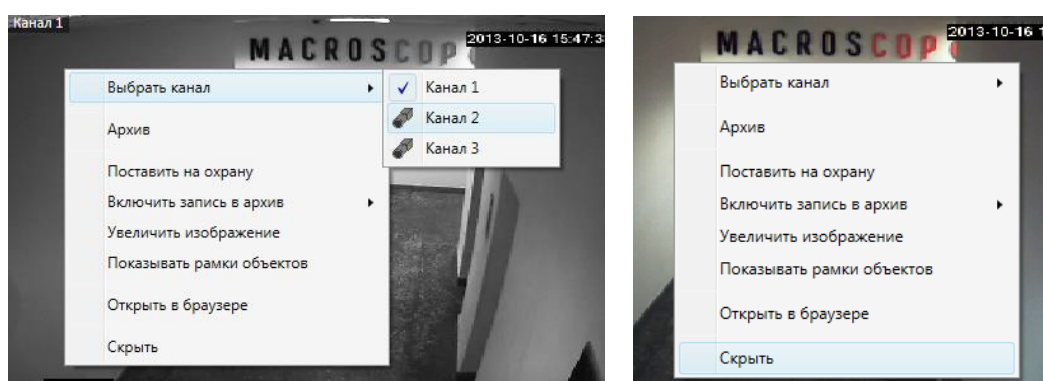 Канал 1
MACROSCOP
2013-10-16 15:47:3
Выбрать канал
Канал 1
Канал 2
Канал 3
Архив
Поставить на охрану
Включить запись в архив
Увеличить изображение
Показывать рамки объектов
Открыть в браузере
Скрыть
MACROSCOP
2013-10-16 1
Выбрать канал
Архив
Поставить на охрану
Включить запись в архив
Увеличить изображение
Показывать рамки объектов
Открыть в браузере
Скрыть